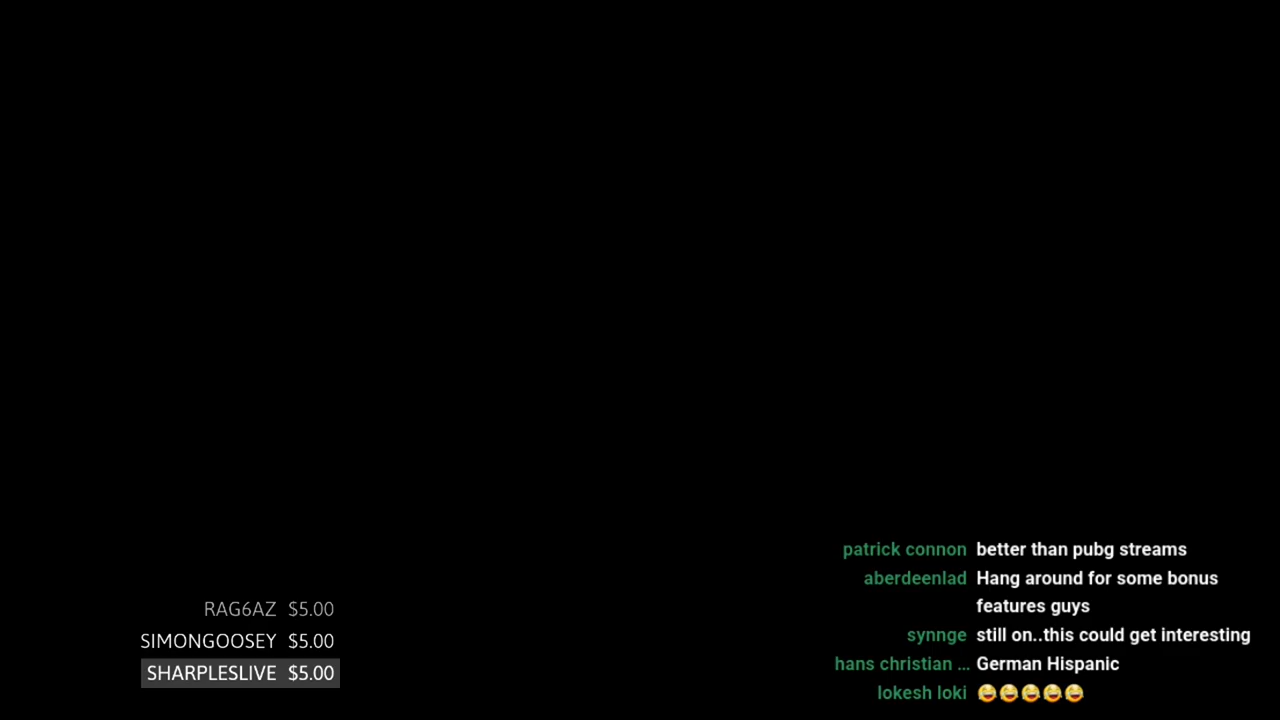 patrick connon better than pubg streams
aberdeenlad Hang around for some bonus
features guys
RAG6AZ $5.00
synnge still on..this could get interesting
SIMONGOOSEY $5.00
hans christian ... German Hispanic
SHARPLESLIVE $5.00
lokesh loki 😂😂😂😂😂